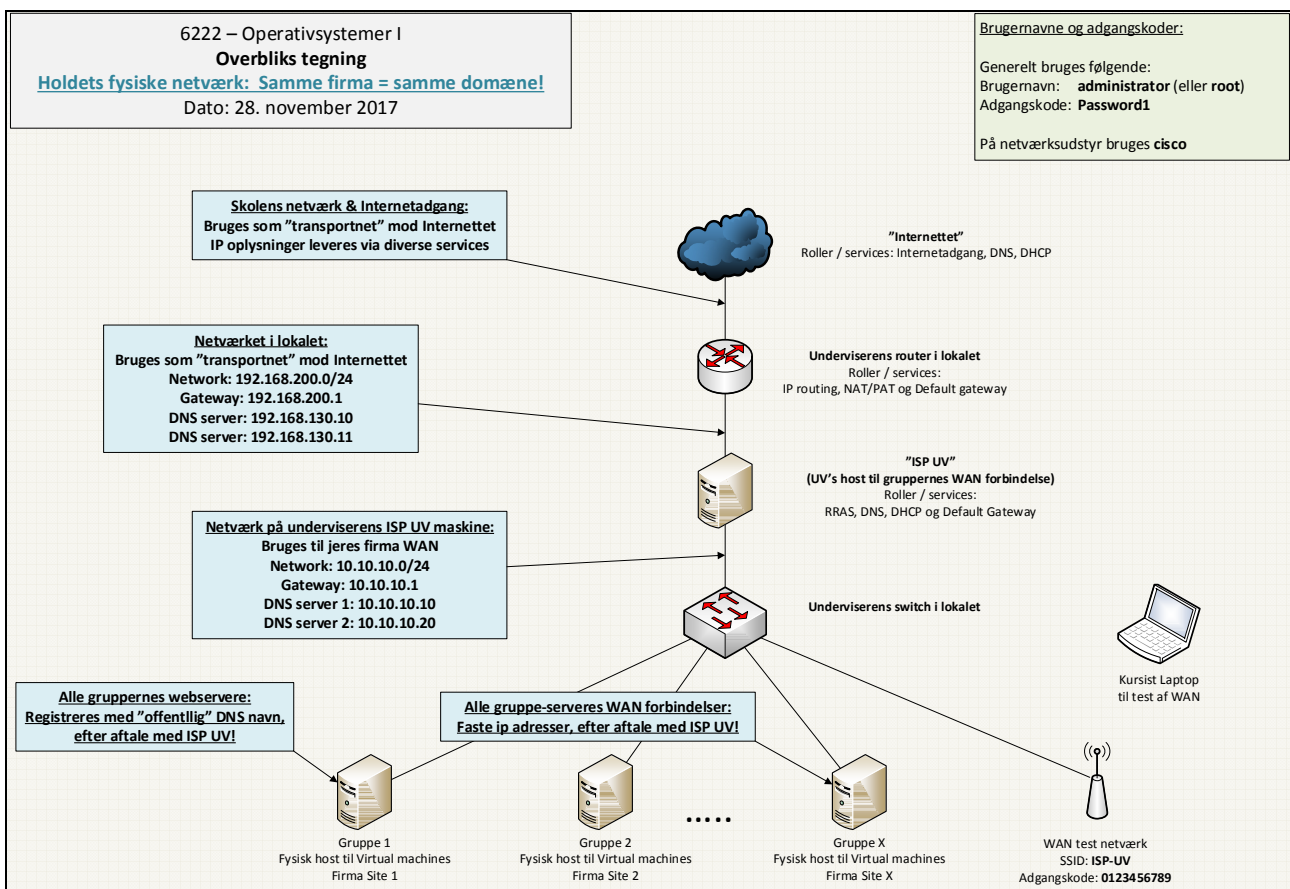 6222 – Operativsystemer I
Overbliks tegning
Holdets fysiske netværk: Samme firma = samme domæne!
Dato: 28. november 2017
Brugernavne og adgangskoder:
Generelt bruges følgende:
Brugernavn: administrator (eller root)
Adgangskode: Password1
På netværksudstyr bruges cisco
Skolens netværk & Internetadgang:
Bruges som ”transportnet” mod Internettet
IP oplysninger leveres via diverse services
”Internettet”
Roller / services: Internetadgang, DNS, DHCP
Netværket i lokalet:
Bruges som ”transportnet” mod Internettet
Network: 192.168.200.0/24
Gateway: 192.168.200.1
DNS server: 192.168.130.10
DNS server: 192.168.130.11
Underviserens router i lokalet
Roller / services:
IP routing, NAT/PAT og Default gateway
”ISP UV”
(UV’s host til gruppernes WAN forbindelse)
Roller / services:
RRAS, DNS, DHCP og Default Gateway
Netværk på underviserens ISP UV maskine:
Bruges til jeres firma WAN
Network: 10.10.10.0/24
Gateway: 10.10.10.1
DNS server 1: 10.10.10.10
DNS server 2: 10.10.10.20
Underviserens switch i lokalet
Kursist Laptop
til test af WAN
Alle gruppernes webservere:
Registreres med ”offentllig” DNS navn,
efter aftale med ISP UV!
Alle gruppe-serveres WAN forbindelser:
Faste ip adresser, efter aftale med ISP UV!
Gruppe 1
Fysisk host til Virtual machines
Firma Site 1
Gruppe 2
Fysisk host til Virtual machines
Firma Site 2
.....
Gruppe X
Fysisk host til Virtual machines
Firma Site X
WAN test netværk
SSID: ISP-UV
Adgangskode: 0123456789